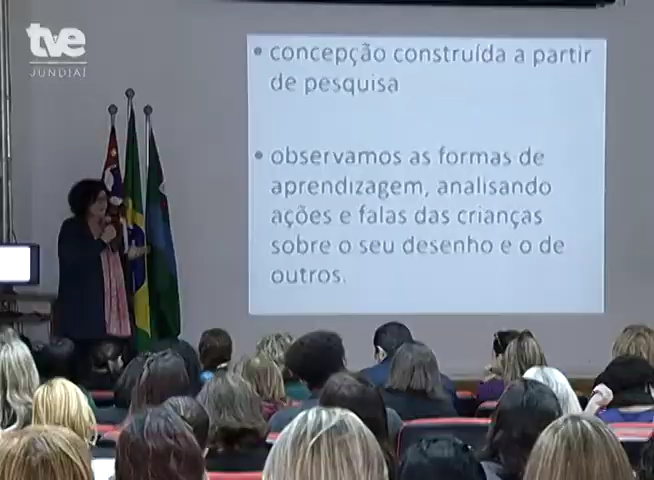 tve
JUNDIAÍ
• concepção construída a partir
de pesquisa
• observamos as formas de
aprendizagem, analisando
ações e falas das crianças
sobre o seu desenho e o de
outros.